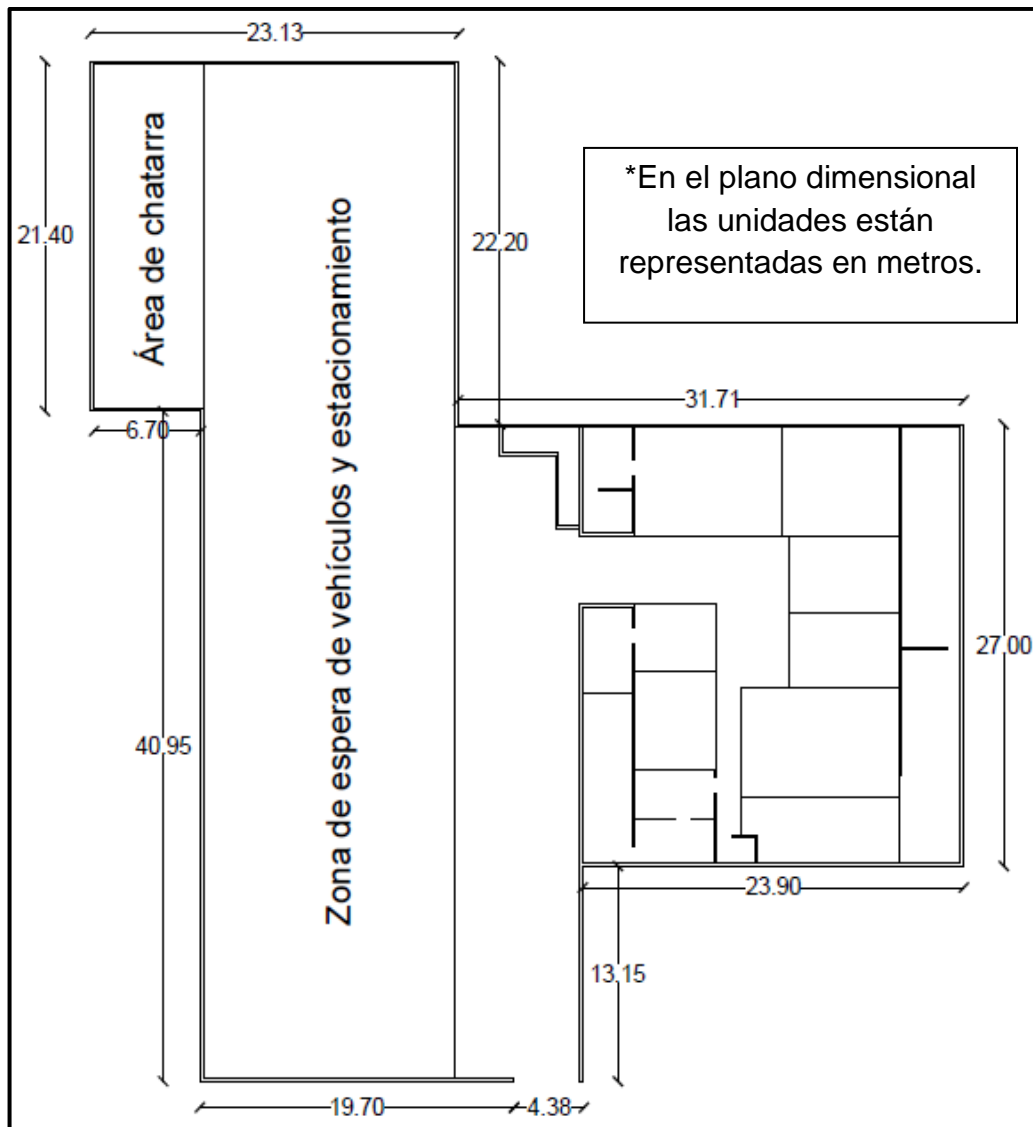 23.13
21.40
Área de chatarra
Zona de espera de vehículos y estacionamiento
22.20
*En el plano dimensional
las unidades están
representadas en metros.
31.71
6.70
27.00
40.95
23.90
13.15
19.70
4.38